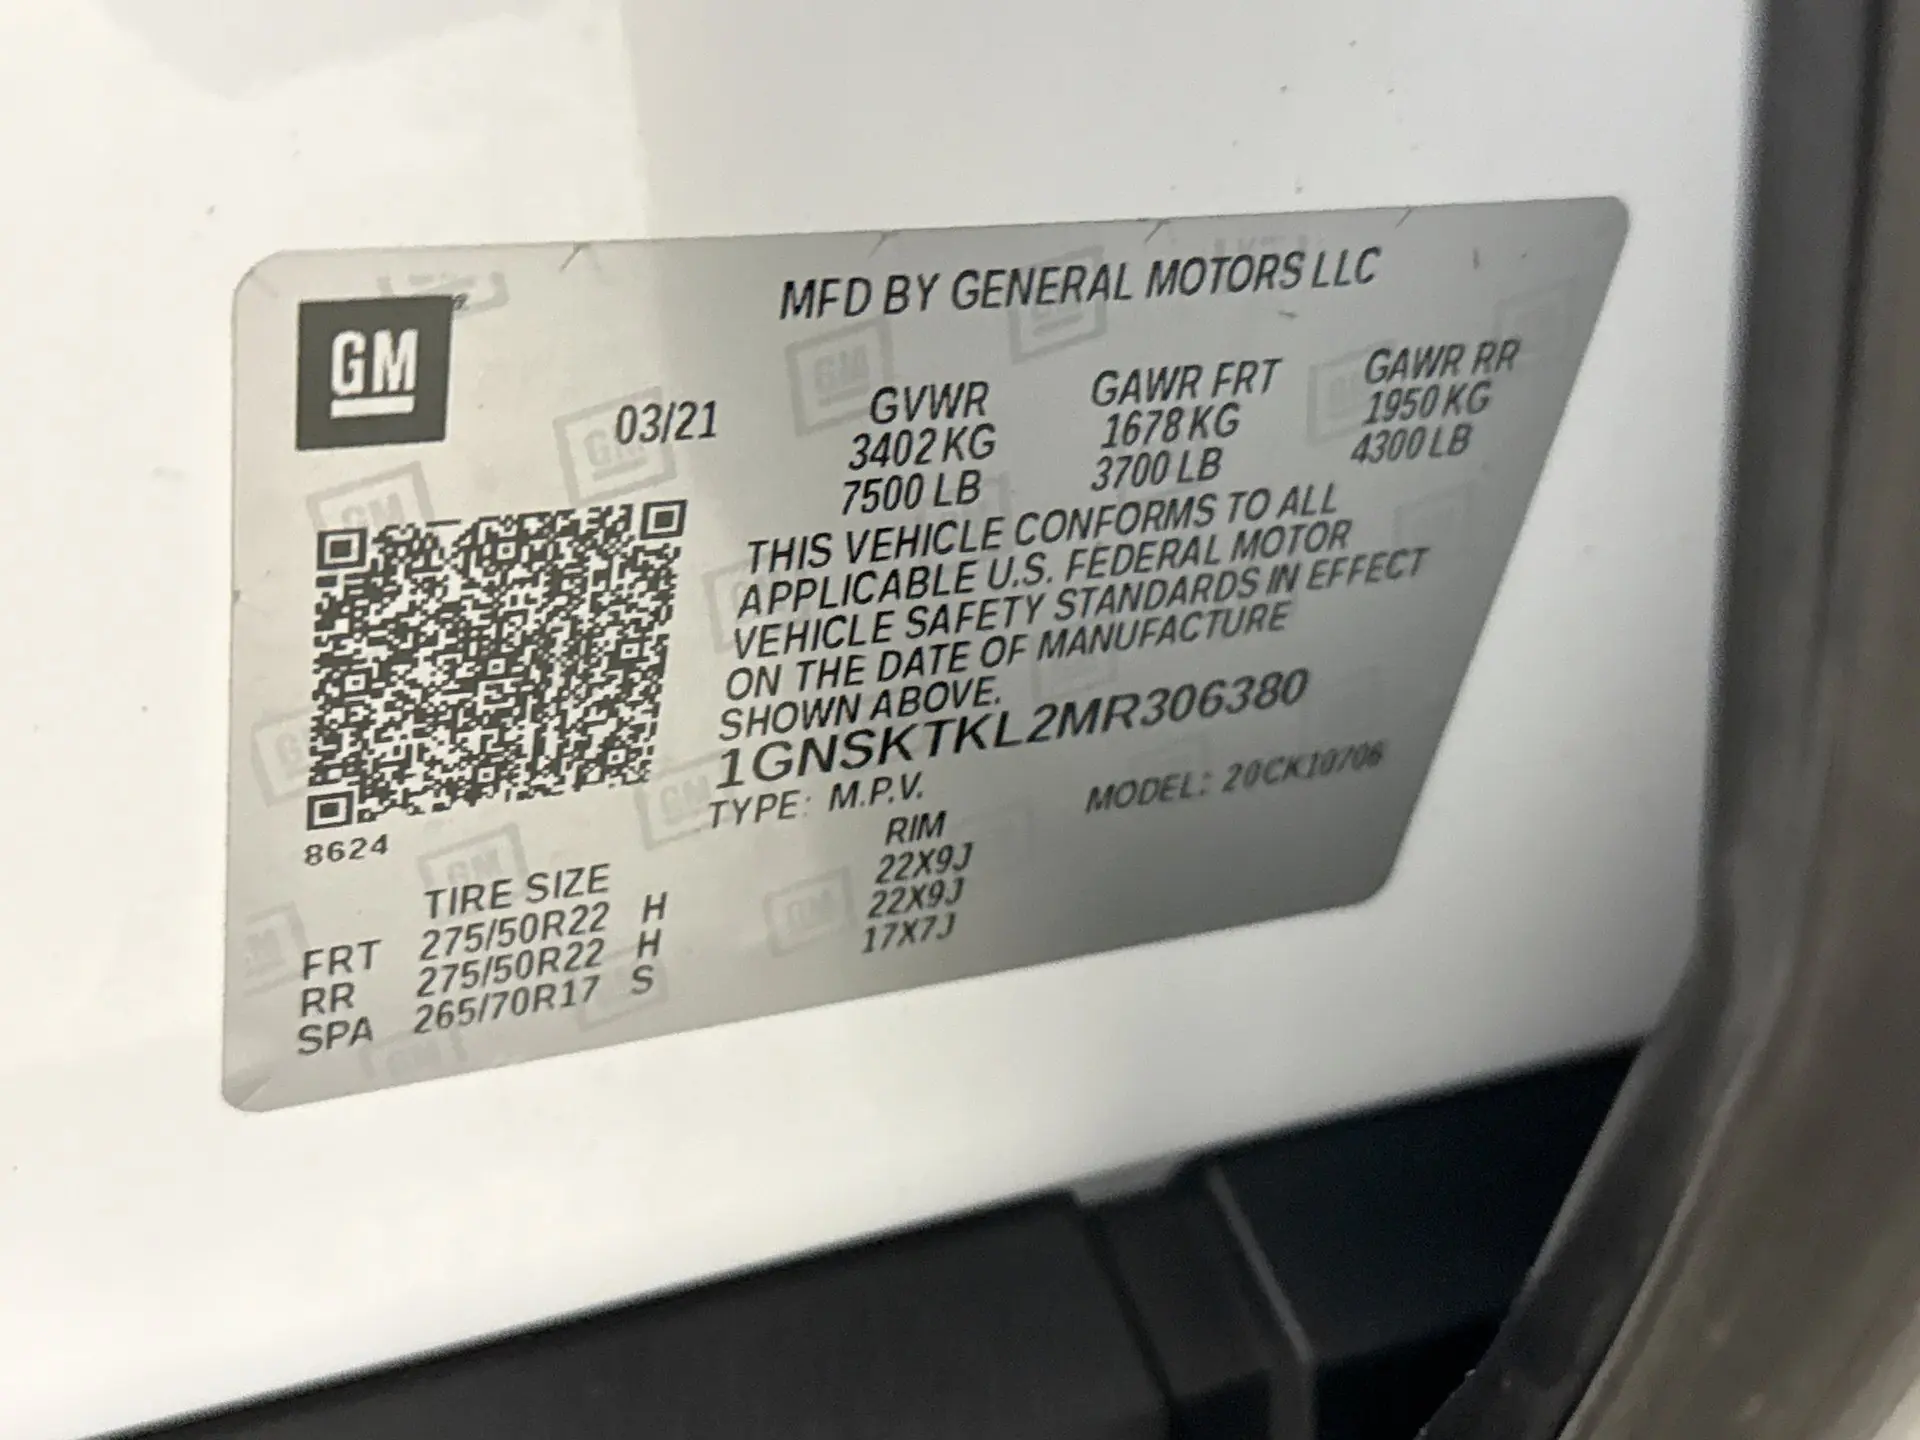 GM
MFD BY GENERAL MOTORS LLC
03/21
GVWR GAWR FRT GAWR RR
3402 KG 1678 KG 1950 KG
7500 LB 3700 LB 4300 LB
THIS VEHICLE CONFORMS TO ALL
APPLICABLE U.S. FEDERAL MOTOR
VEHICLE SAFETY STANDARDS IN EFFECT
ON THE DATE OF MANUFACTURE
SHOWN ABOVE.
1GNSKTKL2MR306380
TYPE: M.P.V. MODEL: 20CK10706
8624
TIRE SIZE RIM
FRT 275/50R22 H 22X9J
RR 275/50R22 H 22X9J
SPA 265/70R17 S 17X7J